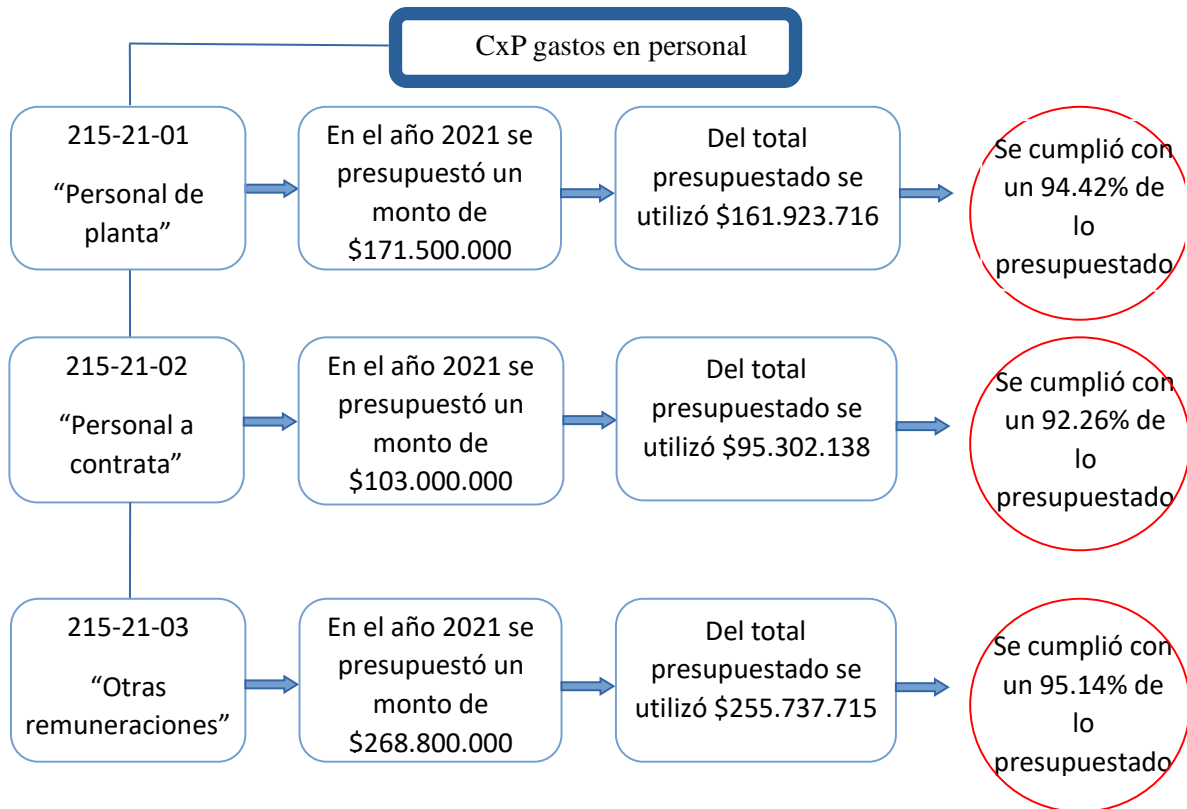 CxP gastos en personal
215-21-01
“Personal de
planta”
En el año 2021 se
presupuestó un
monto de
$171.500.000
Del total
presupuestado se
utilizó $161.923.716
Se cumplió con
un 94.42% de
lo
presupuestado
215-21-02
“Personal a
contrata”
En el año 2021 se
presupuestó un
monto de
$103.000.000
Del total
presupuestado se
utilizó $95.302.138
Se cumplió con
un 92.26% de
lo
presupuestado
215-21-03
“Otras
remuneraciones”
En el año 2021 se
presupuestó un
monto de
$268.800.000
Del total
presupuestado se
utilizó $255.737.715
Se cumplió con
un 95.14% de
lo
presupuestado